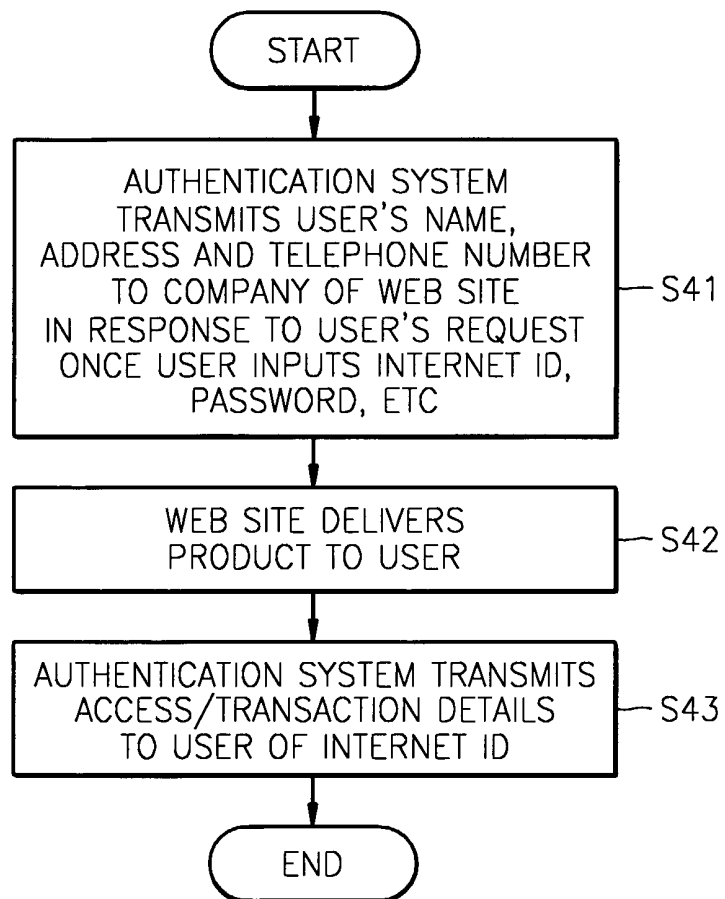 START
AUTHENTICATION SYSTEM
TRANSMITS USER'S NAME,
ADDRESS AND TELEPHONE NUMBER
TO COMPANY OF WEB SITE
IN RESPONSE TO USER'S REQUEST
ONCE USER INPUTS INTERNET ID,
PASSWORD, ETC
S41
WEB SITE DELIVERS
PRODUCT TO USER
S42
AUTHENTICATION SYSTEM TRANSMITS
ACCESS/TRANSACTION DETAILS
TO USER OF INTERNET ID
S43
END